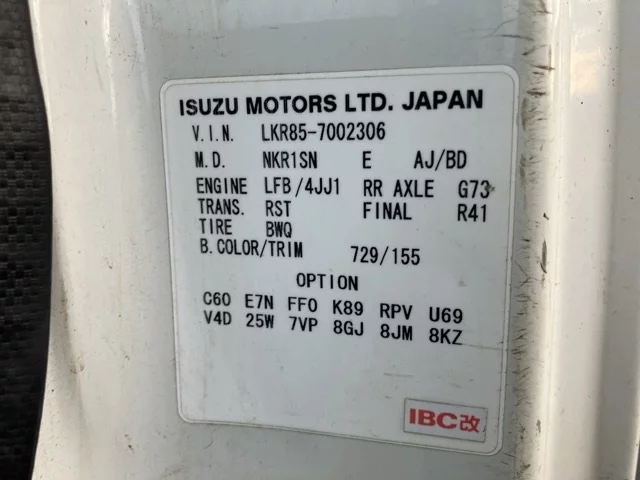 ISUZU MOTORS LTD. JAPAN
V.I.N. LKR85-7002306
M.D. NKR1SN E AJ/BD
ENGINE LFB/4JJ1 RR AXLE G73
TRANS. RST FINAL R41
TIRE BWQ
B.COLOR/TRIM 729/155
OPTION
C60 E7N FF0 K89 RPV U69
V4D 25W 7VP 8GJ 8JM 8KZ
IBC改